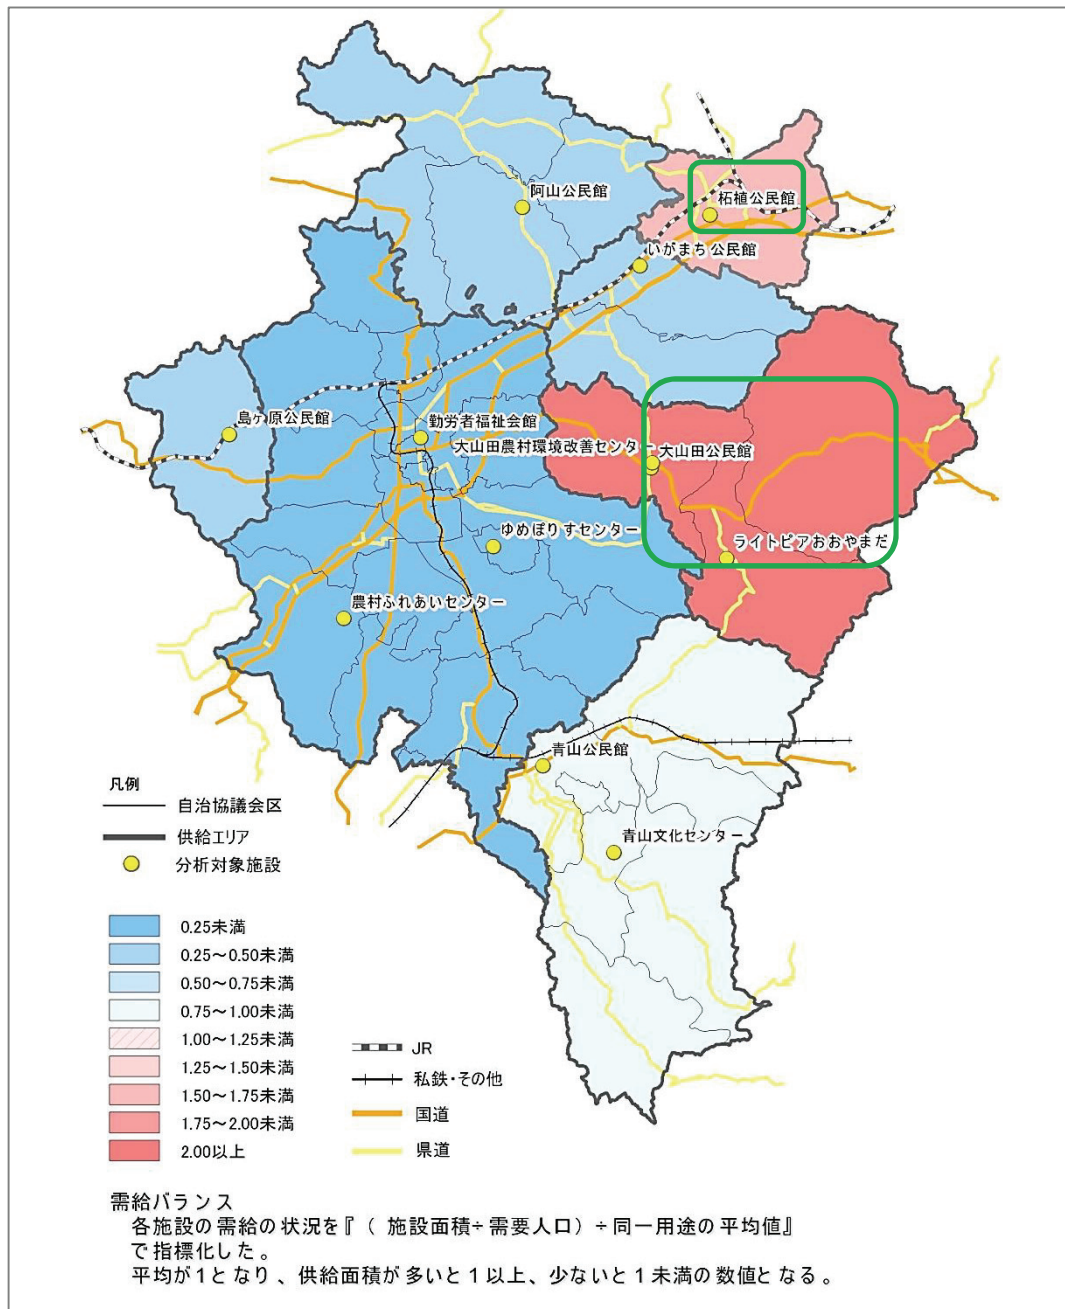 阿山公民館
柘植公民館
いがまち公民館
島ヶ原公民館
勤労者福祉会館
大山田農村環境改善センター
大山田公民館
ゆめぽりすセンター
ライトピアおおやまだ
農村ふれあいセンター
青山公民館
青山文化センター
凡例
自治協議会区
供給エリア
分析対象施設
0.25未満
0.25～0.50未満
0.50～0.75未満
0.75～1.00未満
1.00～1.25未満
1.25～1.50未満
1.50～1.75未満
1.75～2.00未満
2.00以上
JR
私鉄・その他
国道
県道
需給バランス
各施設の需給の状況を『（ 施設面積÷需要人口）÷同一用途の平均値』
で指標化した。
平均が1となり、供給面積が多いと1以上、少ないと1未満の数値となる。